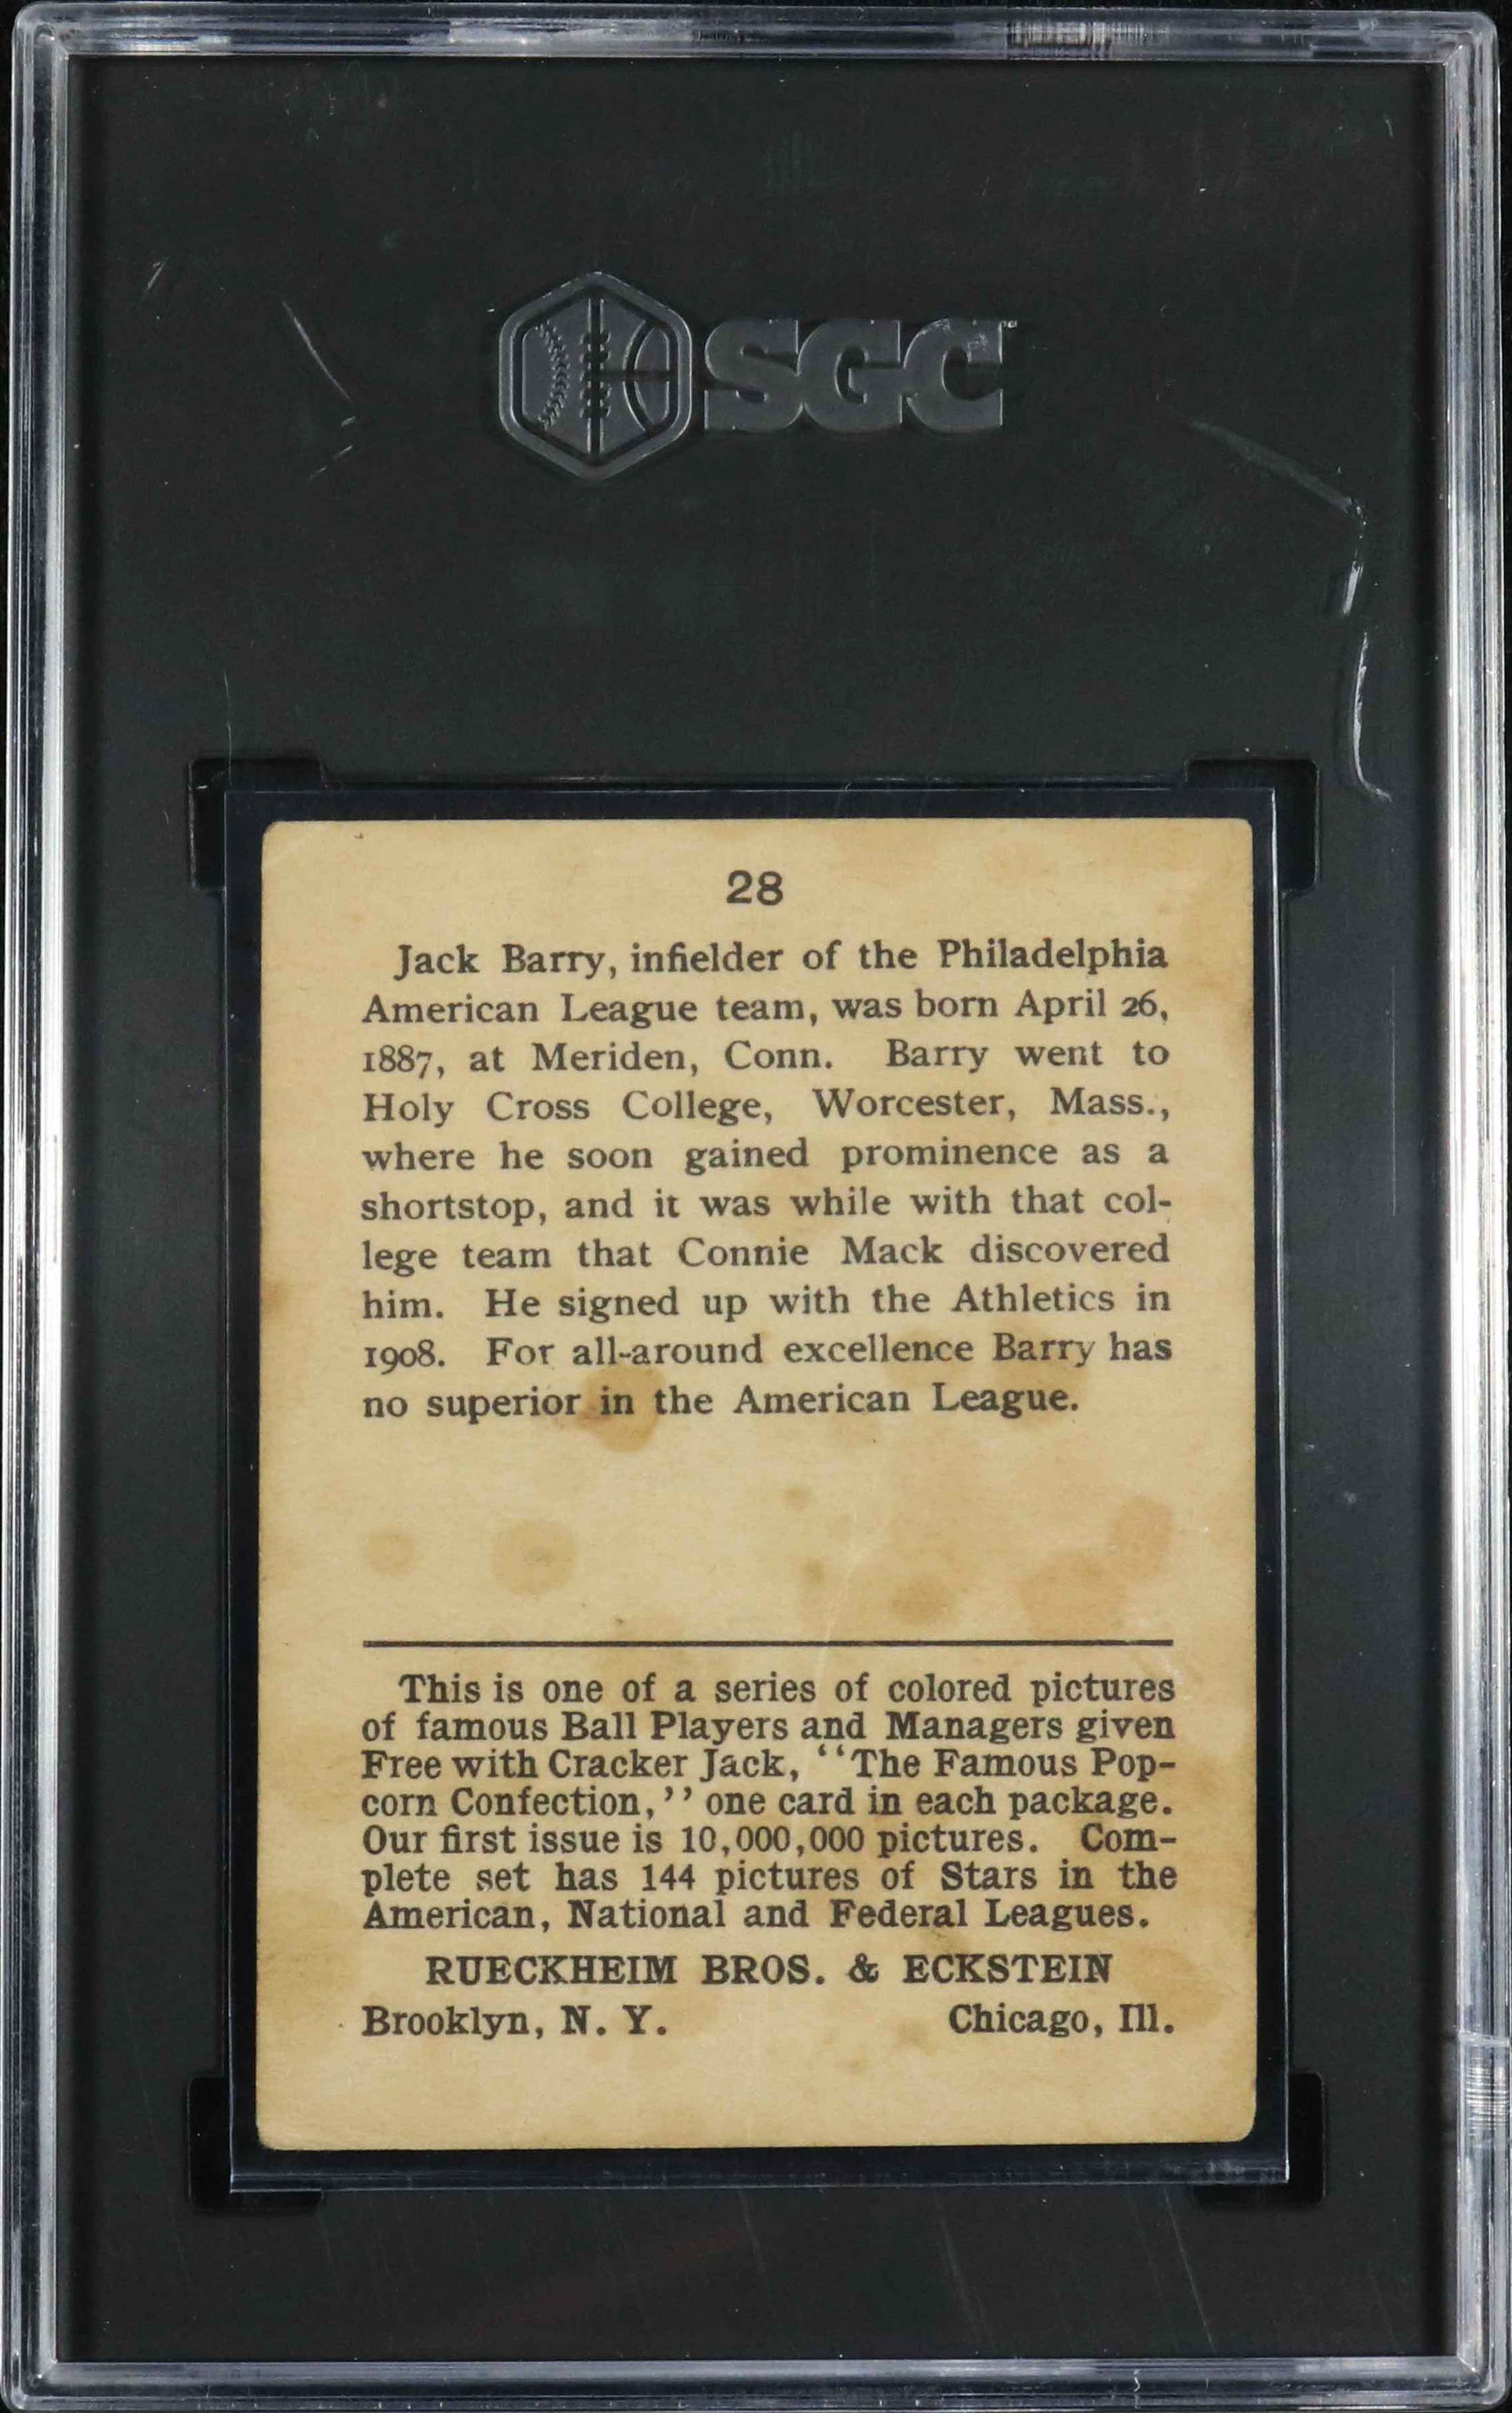 SGC
28
Jack Barry, infielder of the Philadelphia
American League team, was born April 26,
1887, at Meriden, Conn. Barry went to
Holy Cross College, Worcester, Mass.,
where he soon gained prominence as a
shortstop, and it was while with that col-
lege team that Connie Mack discovered
him. He signed up with the Athletics in
1908. For all-around excellence Barry has
no superior in the American League.
This is one of a series of colored pictures
of famous Ball Players and Managers given
Free with Cracker Jack, ‘‘The Famous Pop-
corn Confection,’’ one card in each package.
Our first issue is 10,000,000 pictures. Com-
plete set has 144 pictures of Stars in the
American, National and Federal Leagues.
RUECKHEIM BROS. & ECKSTEIN
Brooklyn, N. Y. Chicago, Ill.